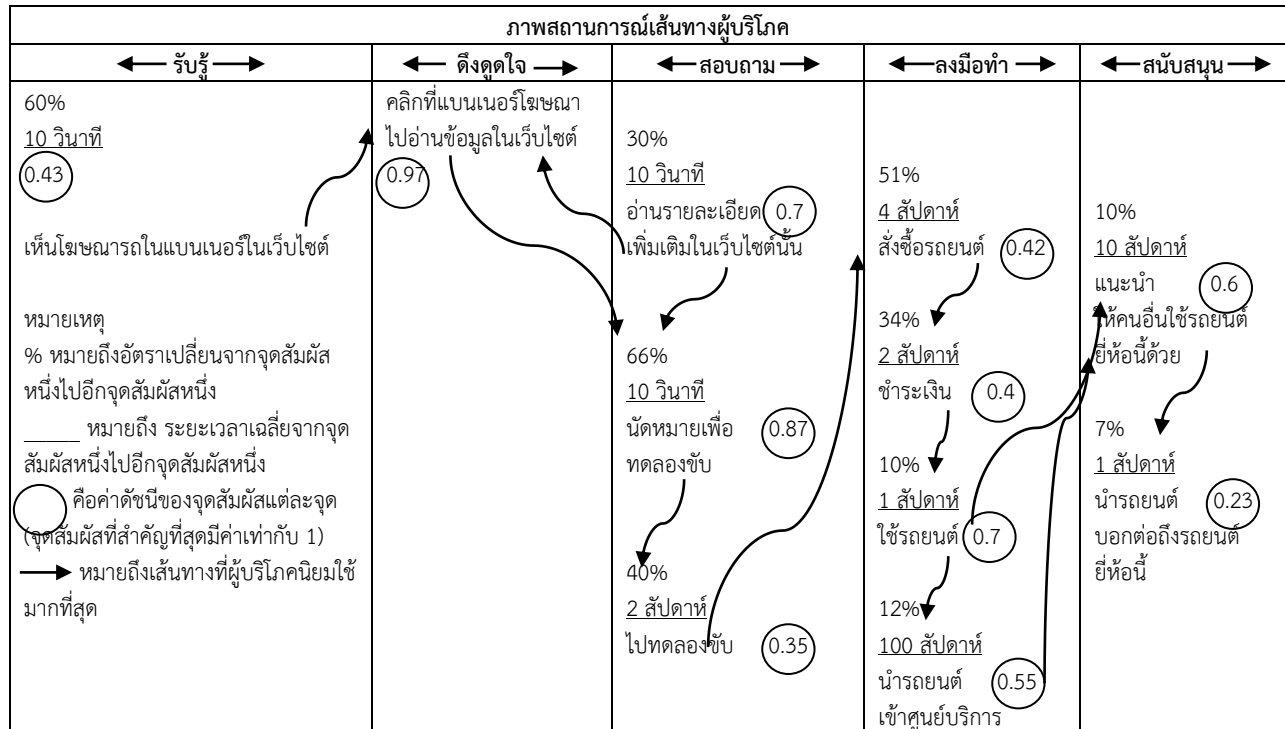 ภาพสถานการณ์เส้นทางผู้บริโภค
รับรู้
ดึงดูดใจ
สอบถาม
ลงมือทำ
สนับสนุน
60%
10 วินาที
0.43
เห็นโฆษณารถในแบนเนอร์ในเว็บไซต์
หมายเหตุ
% หมายถึงอัตราเปลี่ยนจากจุดสัมผัส
หนึ่งไปอีกจุดสัมผัสหนึ่ง
_____ หมายถึง ระยะเวลาเฉลี่ยจากจุด
สัมผัสหนึ่งไปอีกจุดสัมผัสหนึ่ง
คือค่าดัชนีของจุดสัมผัสแต่ละจุด
(จุดสัมผัสที่สำคัญที่สุดมีค่าเท่ากับ 1)
หมายถึงเส้นทางที่ผู้บริโภคนิยมใช้
มากที่สุด
คลิกที่แบนเนอร์โฆษณา
ไปอ่านข้อมูลในเว็บไซต์
0.97
30%
10 วินาที
อ่านรายละเอียด 0.7
เพิ่มเติมในเว็บไซต์นั้น
66%
10 วินาที
นัดหมายเพื่อ 0.87
ทดลองขับ
40%
2 สัปดาห์
ไปทดลองขับ 0.35
51%
4 สัปดาห์
สั่งซื้อรถยนต์ 0.42
34%
2 สัปดาห์
ชำระเงิน 0.4
10%
1 สัปดาห์
ใช้รถยนต์ 0.7
12%
100 สัปดาห์
นำรถยนต์ 0.55
เข้าศูนย์บริการ
10%
10 สัปดาห์
แนะนำ 0.6
ให้คนอื่นใช้รถยนต์
ยี่ห้อนี้ด้วย
7%
1 สัปดาห์
นำรถยนต์ 0.23
บอกต่อถึงรถยนต์
ยี่ห้อนี้